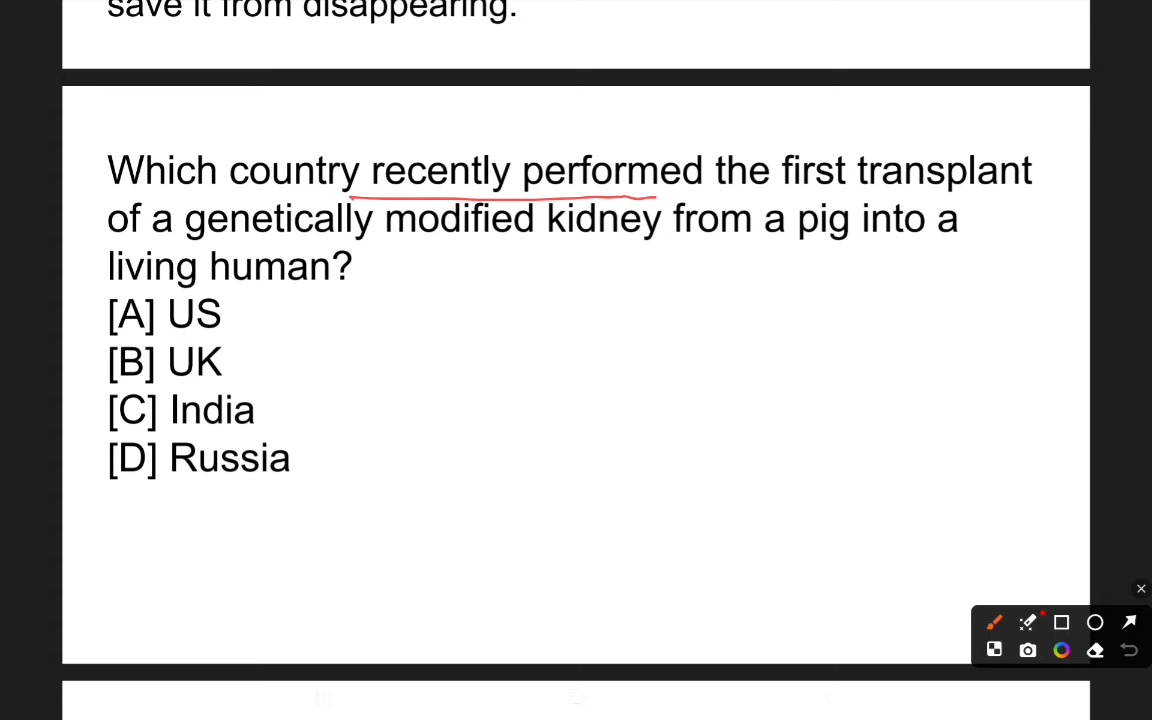 save it from disappearing.
Which country recently performed the first transplant
of a genetically modified kidney from a pig into a
living human?
[A] US
[B] UK
[C] India
[D] Russia